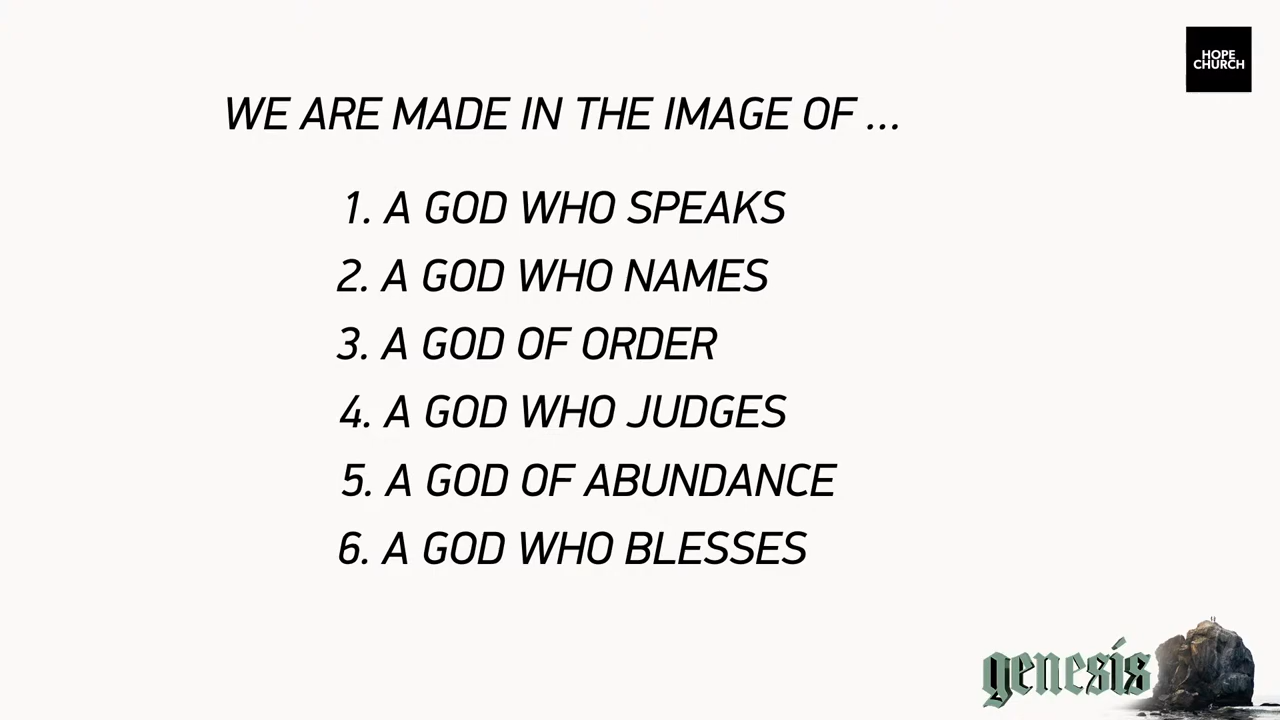 HOPE
CHURCH
WE ARE MADE IN THE IMAGE OF ...
1. A GOD WHO SPEAKS
2. A GOD WHO NAMES
3. A GOD OF ORDER
4. A GOD WHO JUDGES
5. A GOD OF ABUNDANCE
6. A GOD WHO BLESSES
genesis